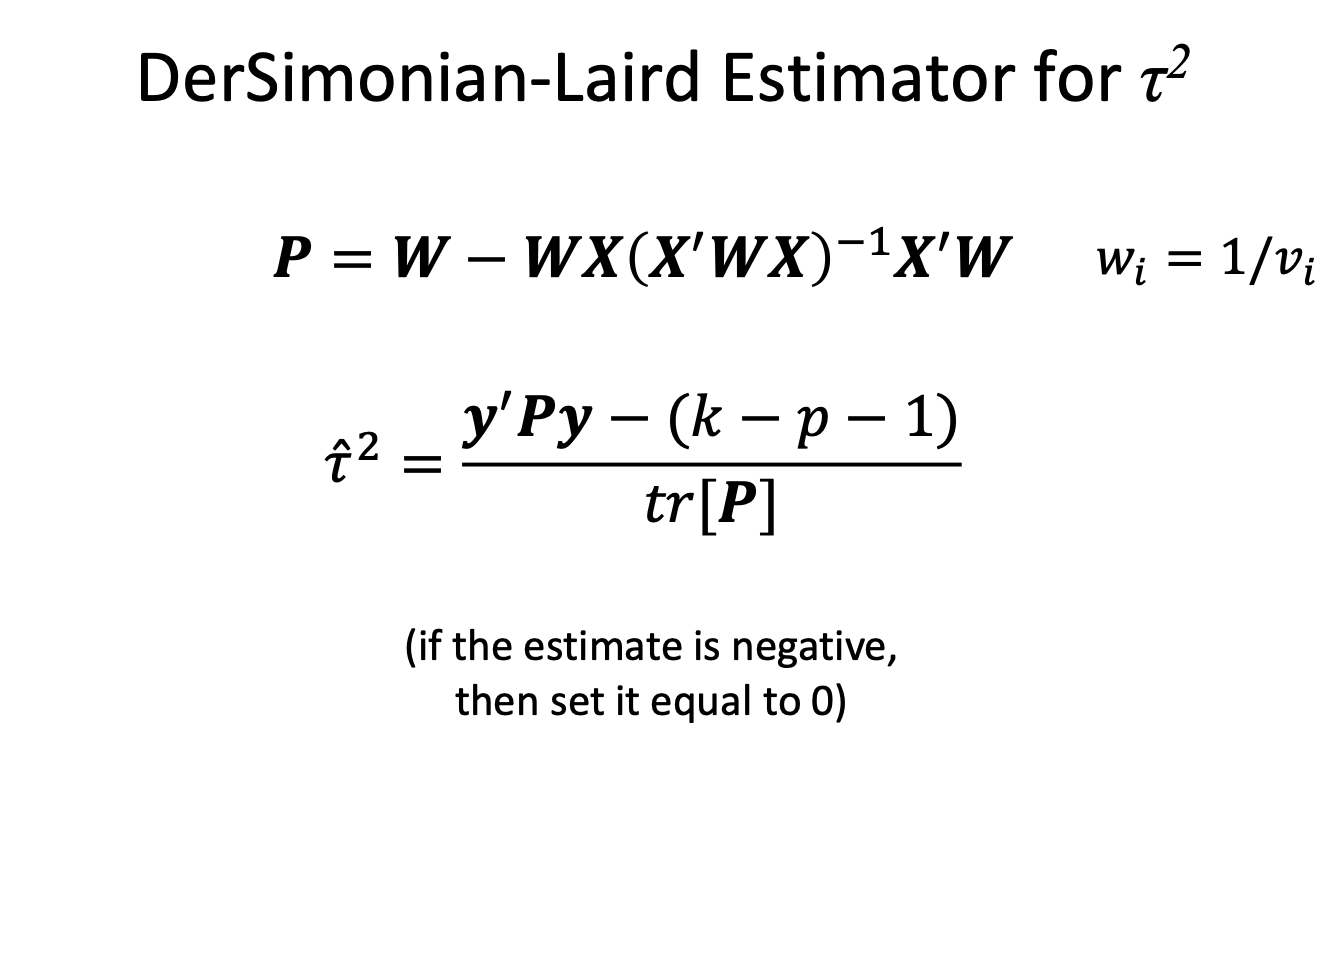 DerSimonian-Laird Estimator for τ²
P = W − WX(X′WX)⁻¹X′W wᵢ = 1/vᵢ
τ̂² = y′Py − (k − p − 1) / tr[P]
(if the estimate is negative,
then set it equal to 0)